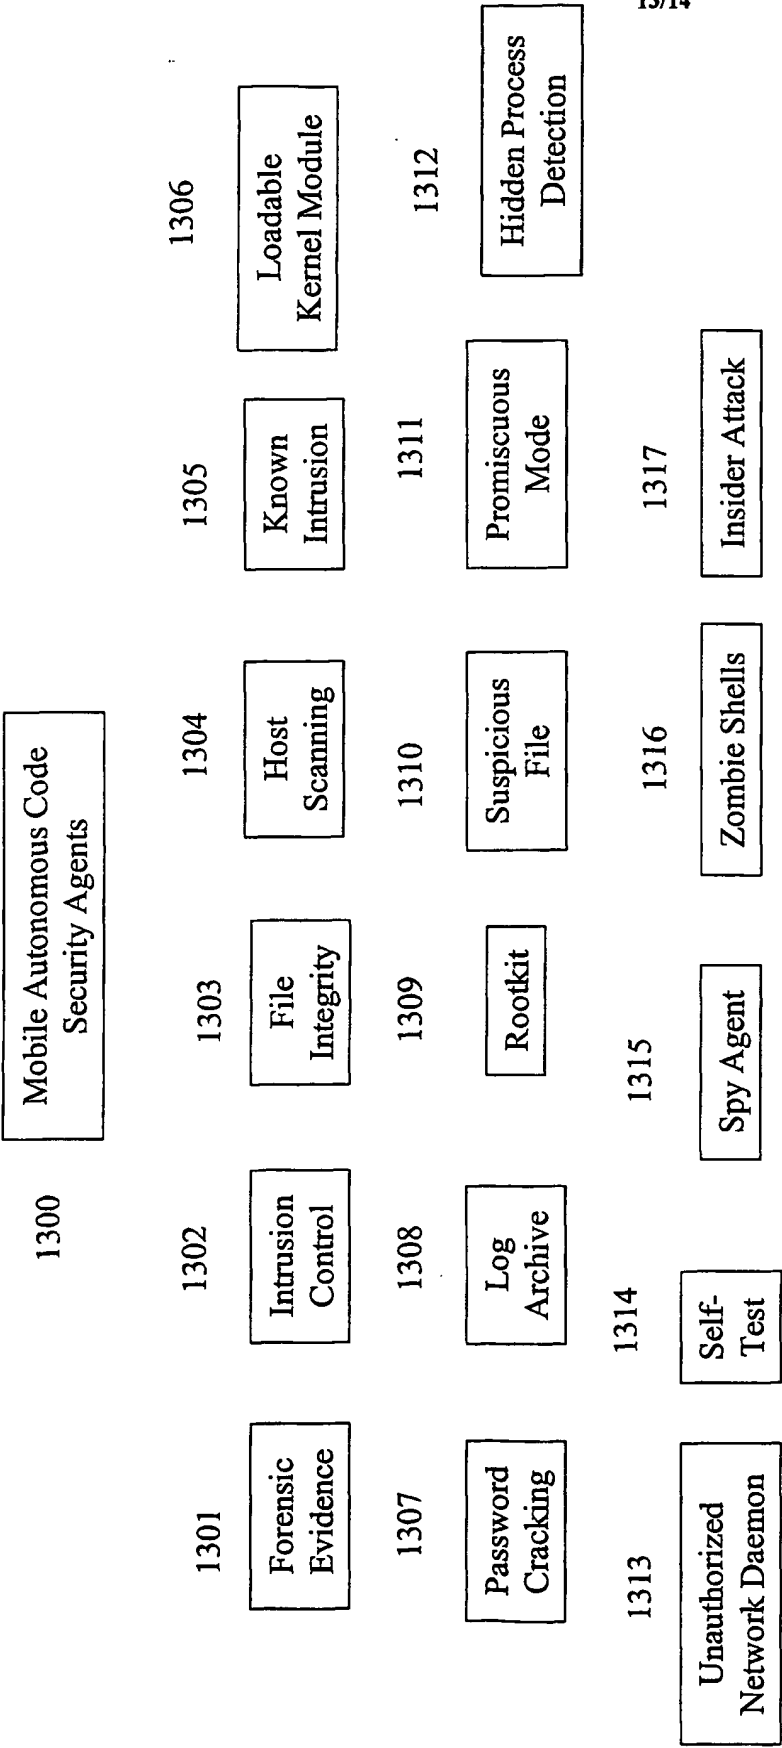 13/14
1300
Mobile Autonomous Code
Security Agents
1301
Forensic
Evidence
1302
Intrusion
Control
1303
File
Integrity
1304
Host
Scanning
1305
Known
Intrusion
1306
Loadable
Kernel Module
1307
Password
Cracking
1308
Log
Archive
1309
Rootkit
1310
Suspicious
File
1311
Promiscuous
Mode
1312
Hidden Process
Detection
1313
Unauthorized
Network Daemon
1314
Self-
Test
1315
Spy Agent
1316
Zombie Shells
1317
Insider Attack